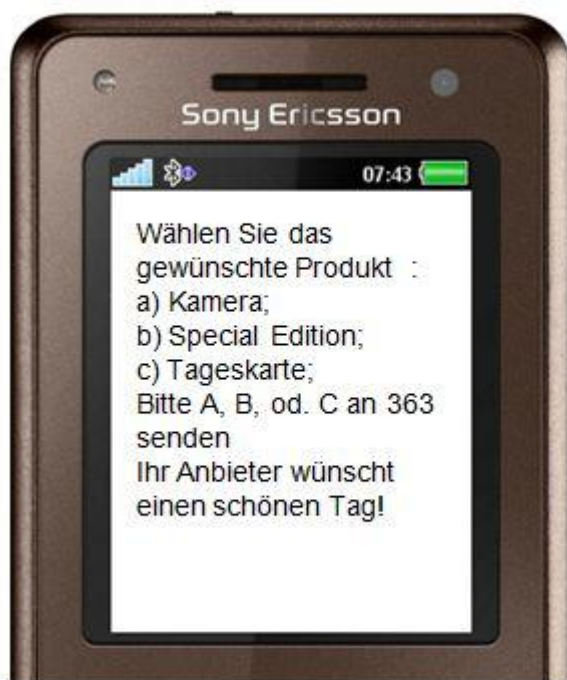 Sony Ericsson
07:43
Wählen Sie das
gewünschte Produkt :
a) Kamera;
b) Special Edition;
c) Tageskarte;
Bitte A, B, od. C an 363
senden
Ihr Anbieter wünscht
einen schönen Tag!